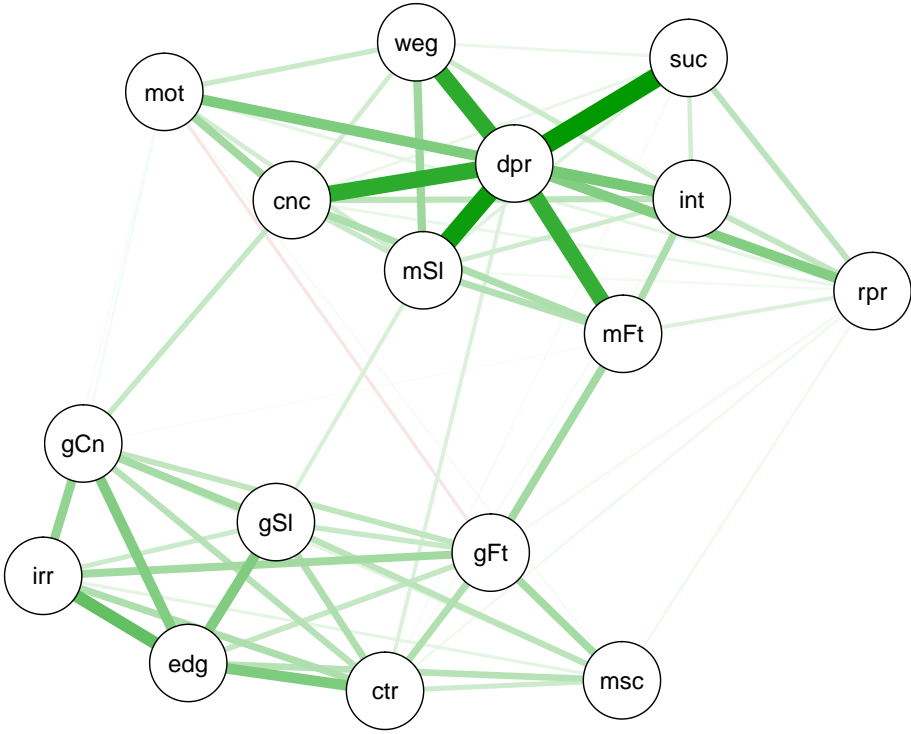 weg
suc
mot
dpr
cnc
int
mSl
rpr
mFt
gCn
gSl
gFt
irr
edg
ctr
msc